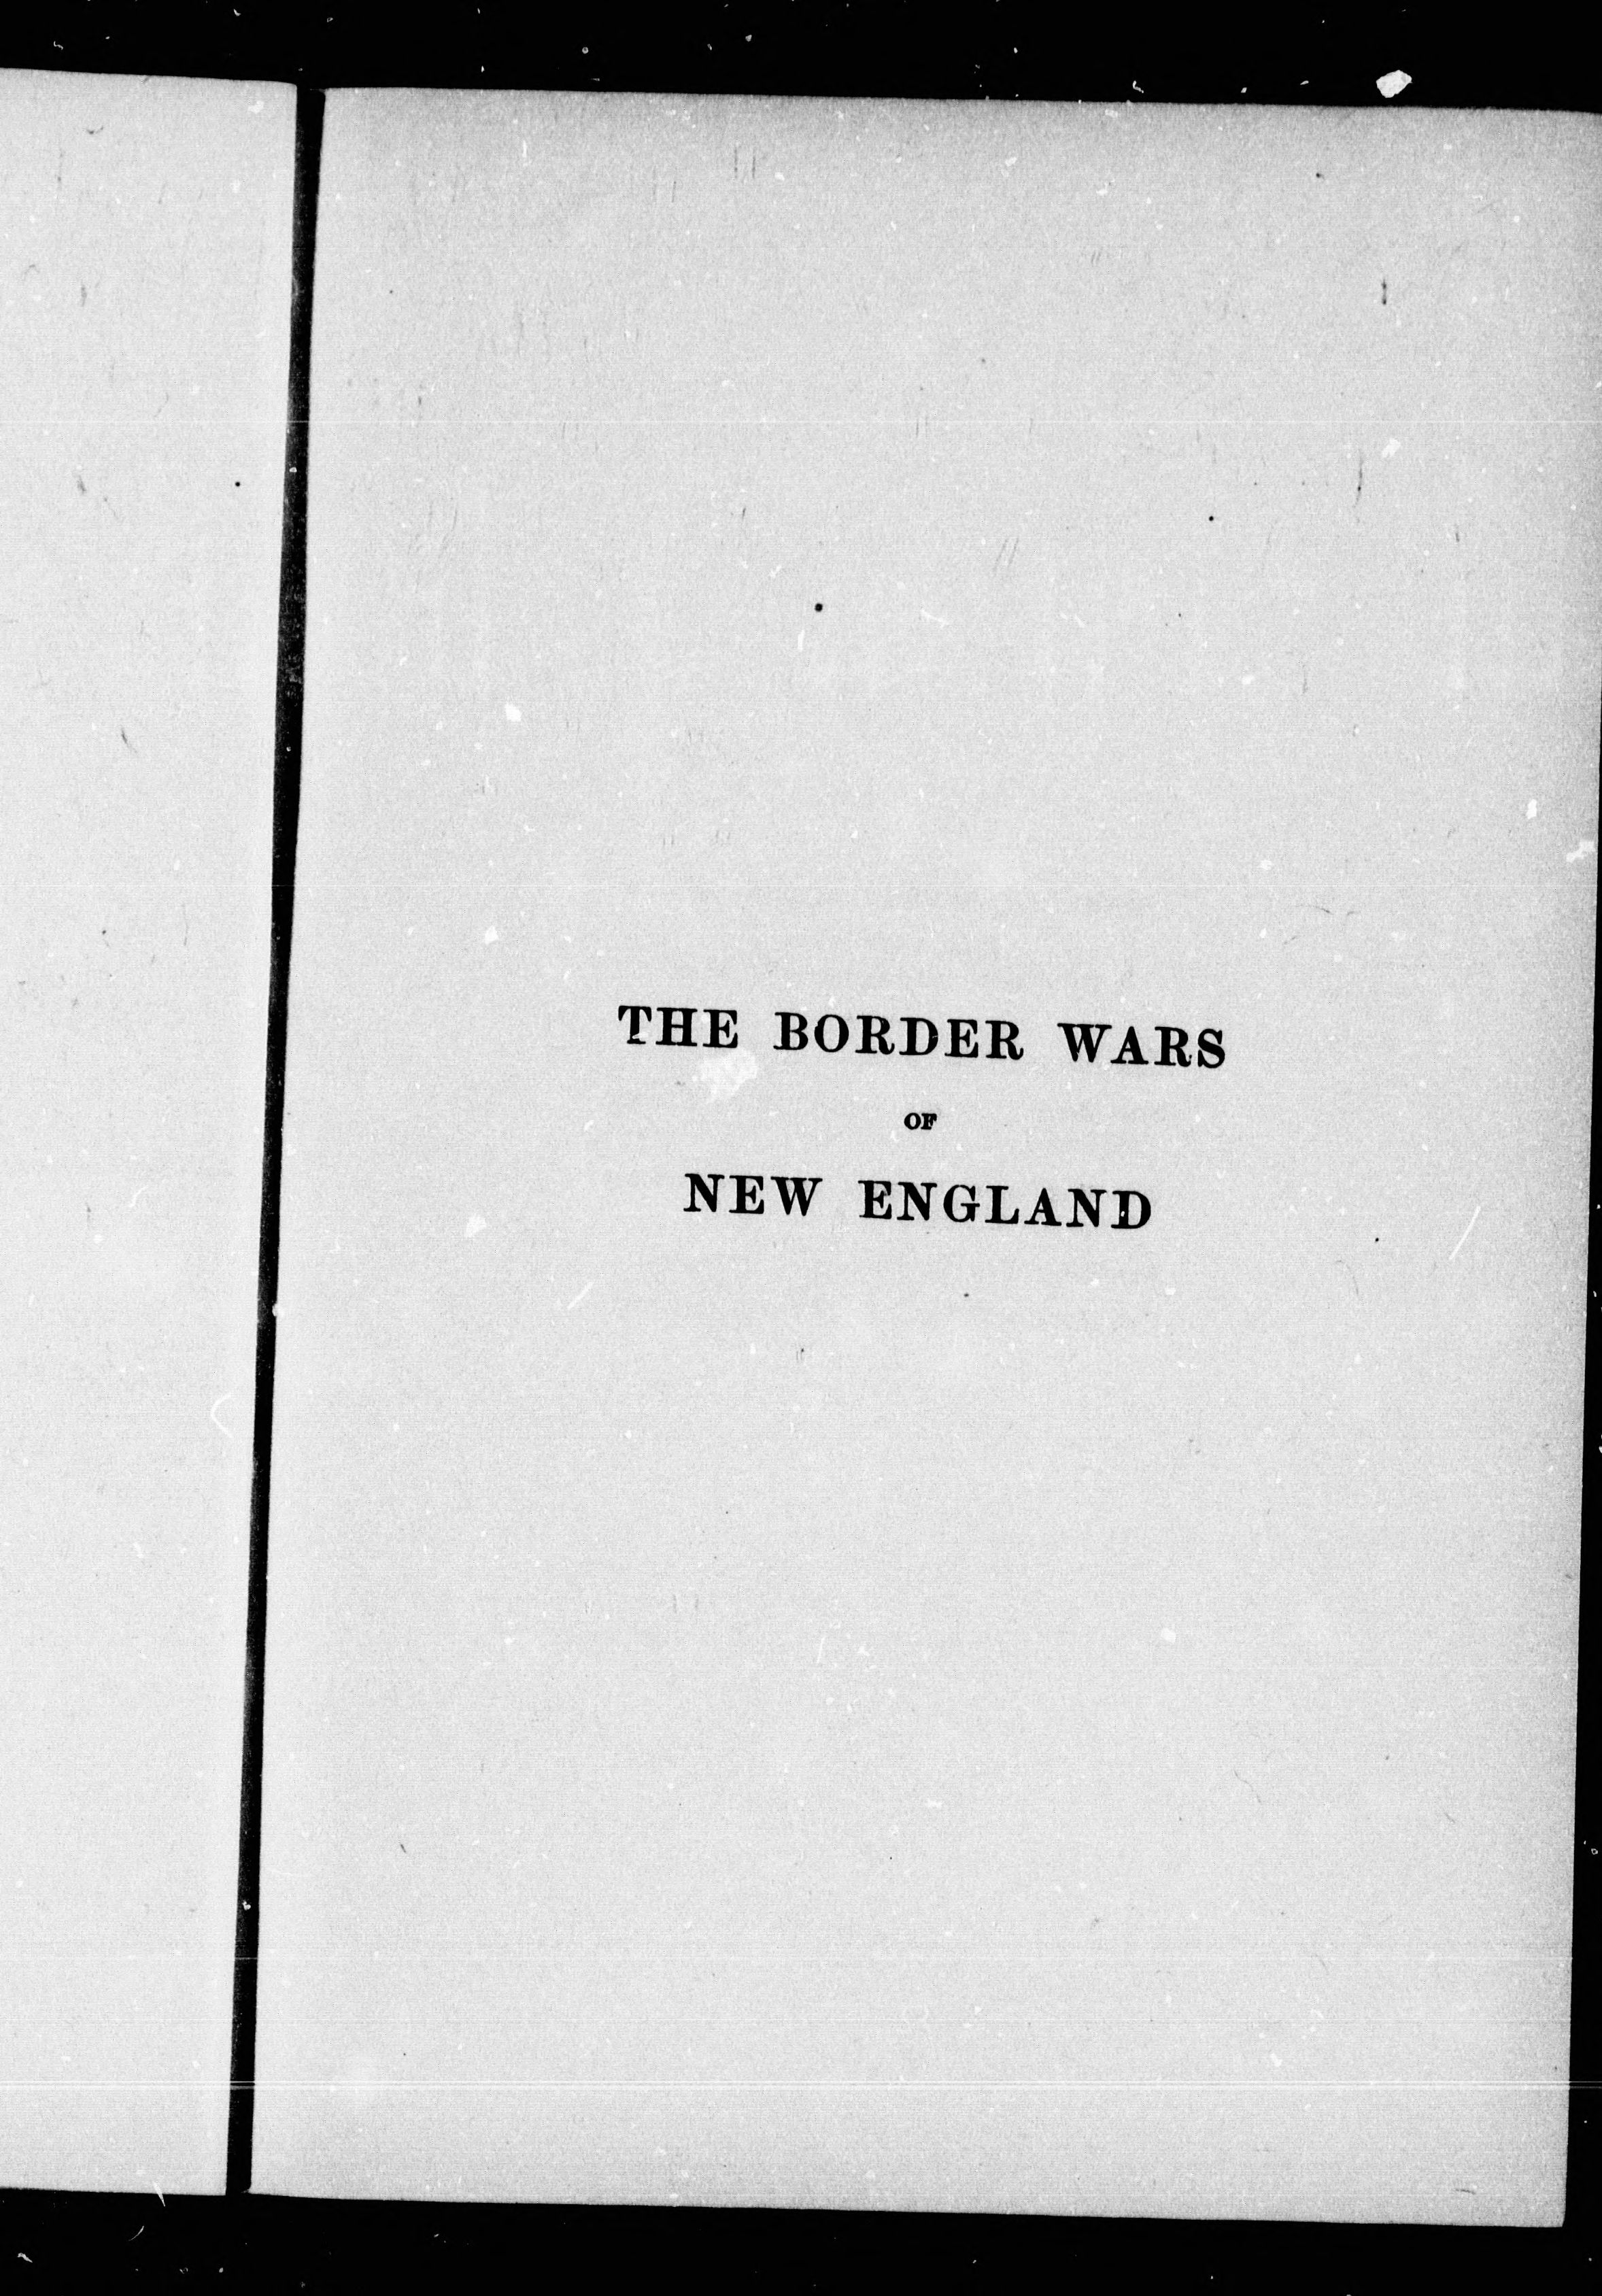 THE BORDER WARS
OF
NEW ENGLAND